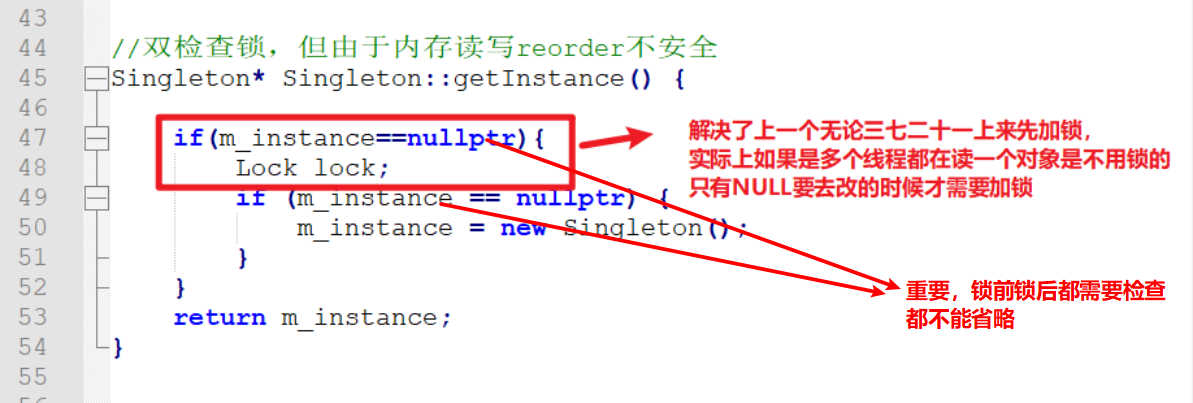 43
44 //双检查锁，但由于内存读写reorder不安全
45 Singleton* Singleton::getInstance() {
46
47 if(m_instance==nullptr){
48 Lock lock;
解决了上一个无论三七二十一上来先加锁，
实际上如果是多个线程都在读一个对象是不用锁的
只有NULL要去改的时候才需要加锁
49 if (m_instance == nullptr) {
50 m_instance = new Singleton();
51 }
52 }
53 return m_instance;
54 }
重要，锁前锁后都需要检查
都不能省略
55